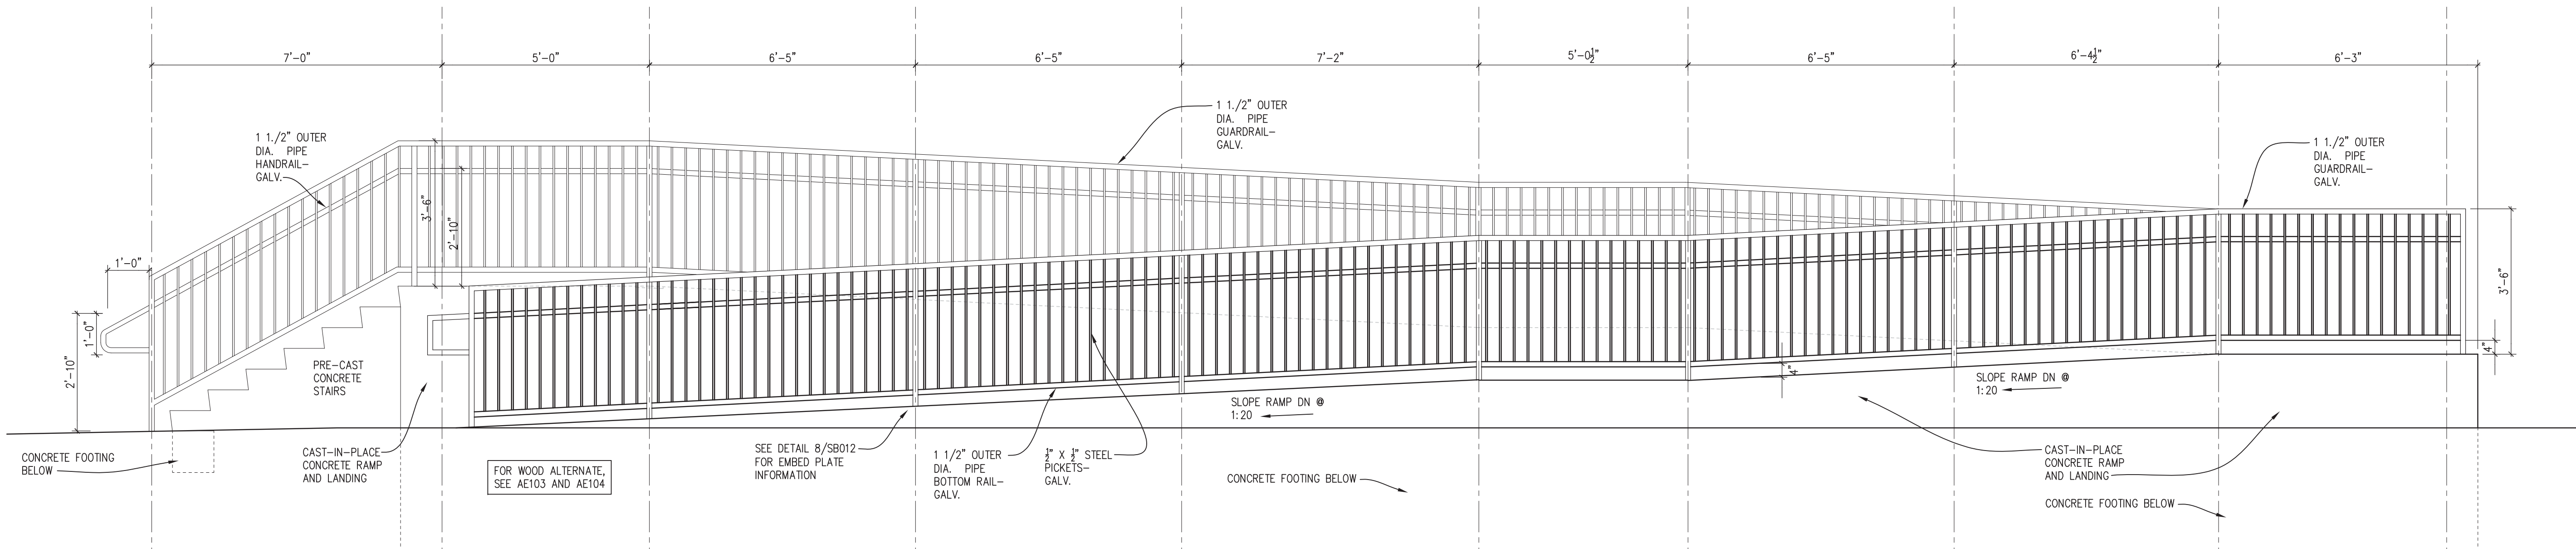 7'-0"
5'-0"
6'-5"
6'-5"
7'-2"
5'-0½"
6'-5"
6'-4½"
6'-3"
1 1./2" OUTER
DIA. PIPE
HANDRAIL-
GALV.
1 1./2" OUTER
DIA. PIPE
GUARDRAIL-
GALV.
1 1./2" OUTER
DIA. PIPE
GUARDRAIL-
GALV.
3'-6"
2'-10"
1'-0"
1'-0"
2'-10"
3'-6"
4"
4"
PRE-CAST
CONCRETE
STAIRS
SLOPE RAMP DN @
1:20
SLOPE RAMP DN @
1:20
CONCRETE FOOTING
BELOW
CAST-IN-PLACE
CONCRETE RAMP
AND LANDING
FOR WOOD ALTERNATE,
SEE AE103 AND AE104
SEE DETAIL 8/SB012
FOR EMBED PLATE
INFORMATION
1 1/2" OUTER
DIA. PIPE
BOTTOM RAIL-
GALV.
½" X ½" STEEL
PICKETS-
GALV.
CONCRETE FOOTING BELOW
CAST-IN-PLACE
CONCRETE RAMP
AND LANDING
CONCRETE FOOTING BELOW